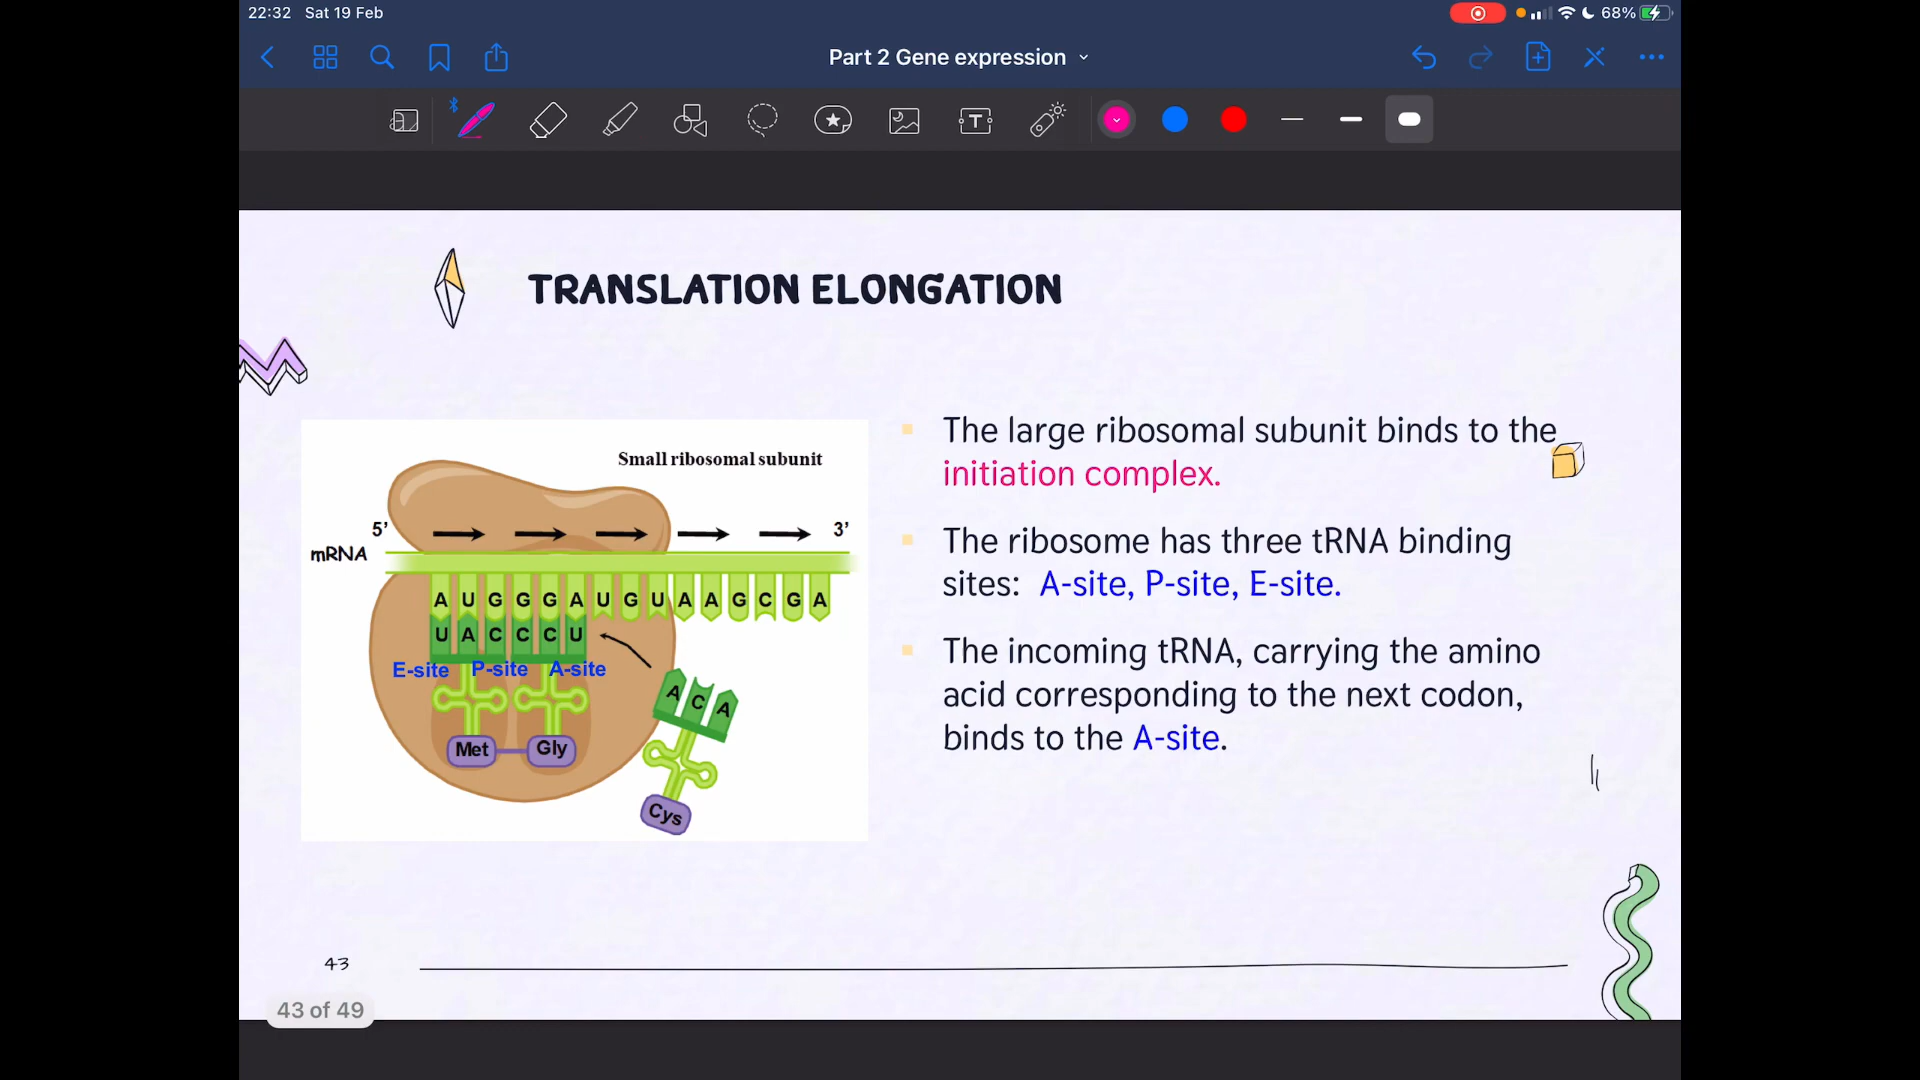 22:32 Sat 19 Feb
68%
Part 2 Gene expression
T
TRANSLATION ELONGATION
Small ribosomal subunit
5’ 3’
mRNA
A U G G G A U G U A A G C G A
U A C C C U
E-site P-site A-site
A C A
Met Gly
Cys
The large ribosomal subunit binds to the
initiation complex.
The ribosome has three tRNA binding
sites: A-site, P-site, E-site.
The incoming tRNA, carrying the amino
acid corresponding to the next codon,
binds to the A-site.
43
43 of 49